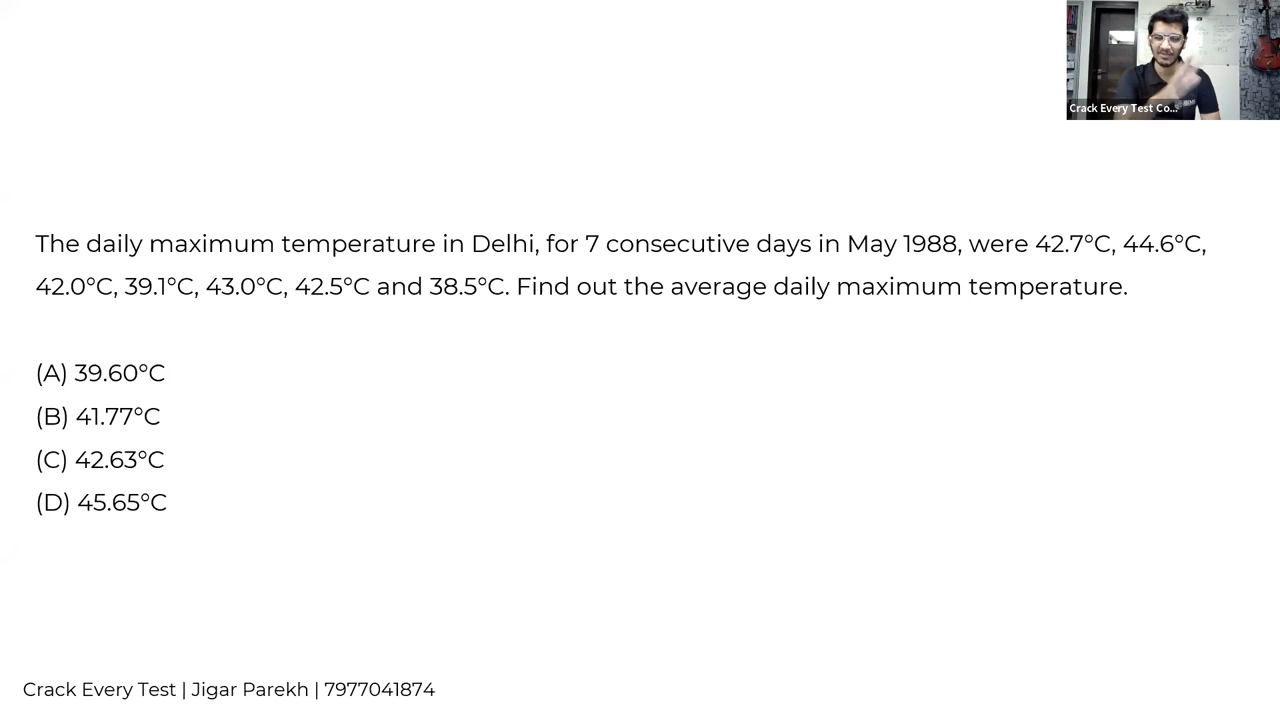 Crack Every Test Co...
The daily maximum temperature in Delhi, for 7 consecutive days in May 1988, were 42.7°C, 44.6°C,
42.0°C, 39.1°C, 43.0°C, 42.5°C and 38.5°C. Find out the average daily maximum temperature.
(A) 39.60°C
(B) 41.77°C
(C) 42.63°C
(D) 45.65°C
Crack Every Test | Jigar Parekh | 7977041874